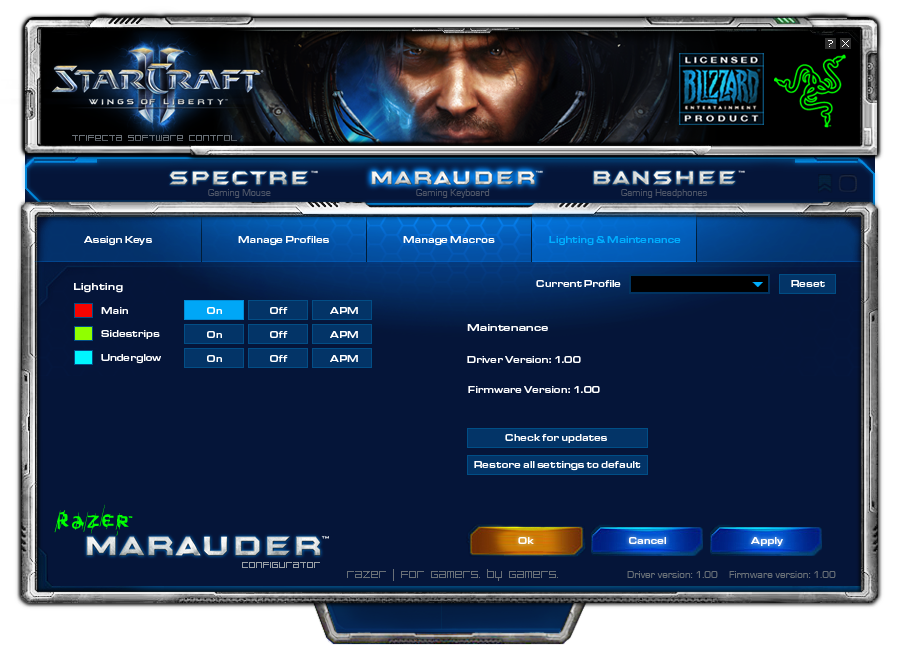 ? X
STARCRAFT™
II
WINGS OF LIBERTY™
TRIFECTA SOFTWARE CONTROL
LICENSED
BLIZZARD
ENTERTAINMENT
PRODUCT
SPECTRE™
Gaming Mouse
MARAUDER™
Gaming Keyboard
BANSHEE™
Gaming Headphones
Assign Keys
Manage Profiles
Manage Macros
Lighting & Maintenance
Current Profile
Reset
Lighting
Main On Off APM
Sidestrips On Off APM
Underglow On Off APM
Maintenance
Driver Version: 1.00
Firmware Version: 1.00
Check for updates
Restore all settings to default
RAZER™
MARAUDER™
CONFIGURATOR
Ok
Cancel
Apply
razer | FOR Gamers. by Gamers.
Driver version: 1.00 Firmware version: 1.00